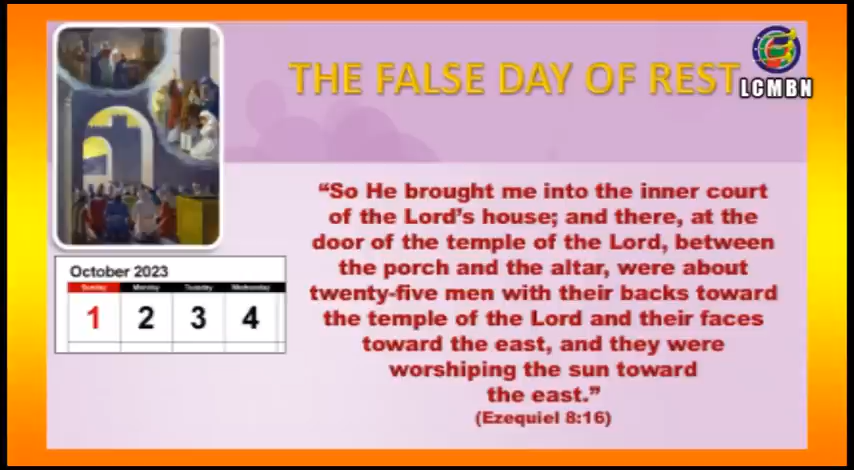 THE FALSE DAY OF REST
LCMBN
October 2023
Sunday Monday Tuesday Wednesday
1 2 3 4
“So He brought me into the inner court
of the Lord’s house; and there, at the
door of the temple of the Lord, between
the porch and the altar, were about
twenty-five men with their backs toward
the temple of the Lord and their faces
toward the east, and they were
worshiping the sun toward
the east.”
(Ezequiel 8:16)